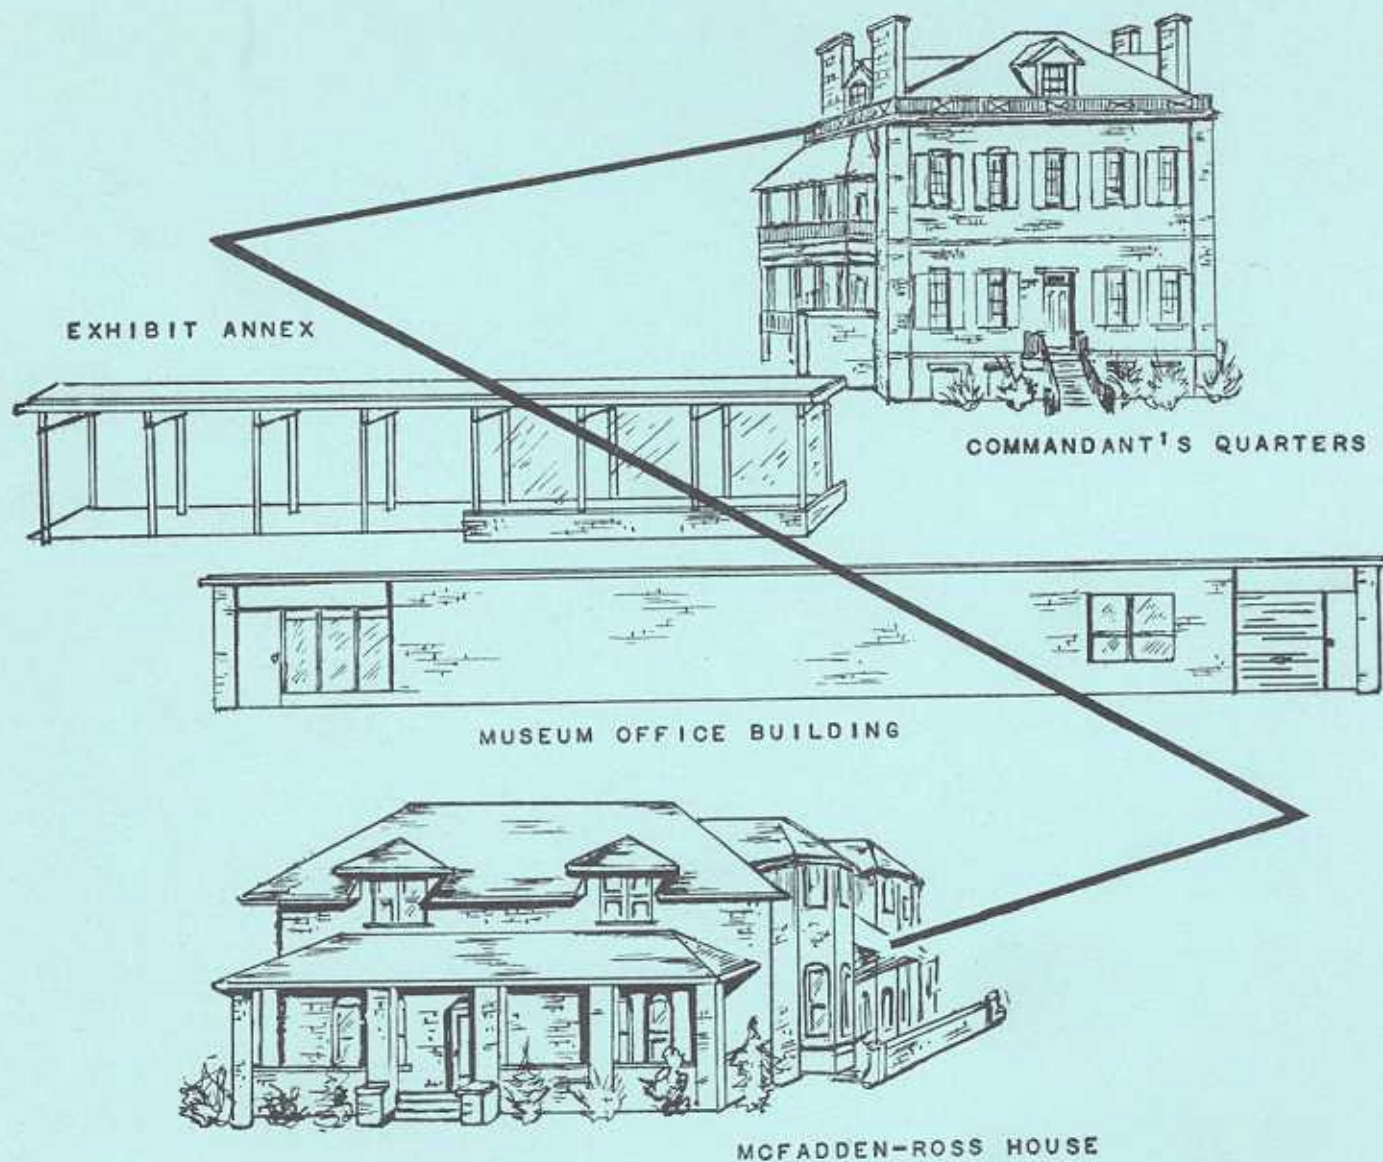 EXHIBIT ANNEX
COMMANDANT'S QUARTERS
MUSEUM OFFICE BUILDING
MCFADDEN-ROSS HOUSE